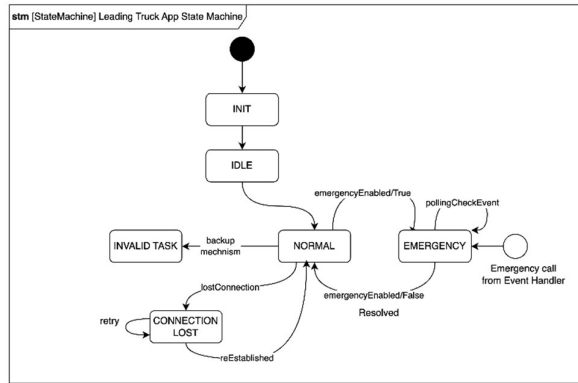 stm [StateMachine] Leading Truck App State Machine
INIT
IDLE
emergencyEnabled/True
pollingCheckEvent
INVALID TASK
backup
mechnism
NORMAL
EMERGENCY
Emergency call
from Event Handler
lostConnection
emergencyEnabled/False
Resolved
retry
CONNECTION
LOST
reEstablished